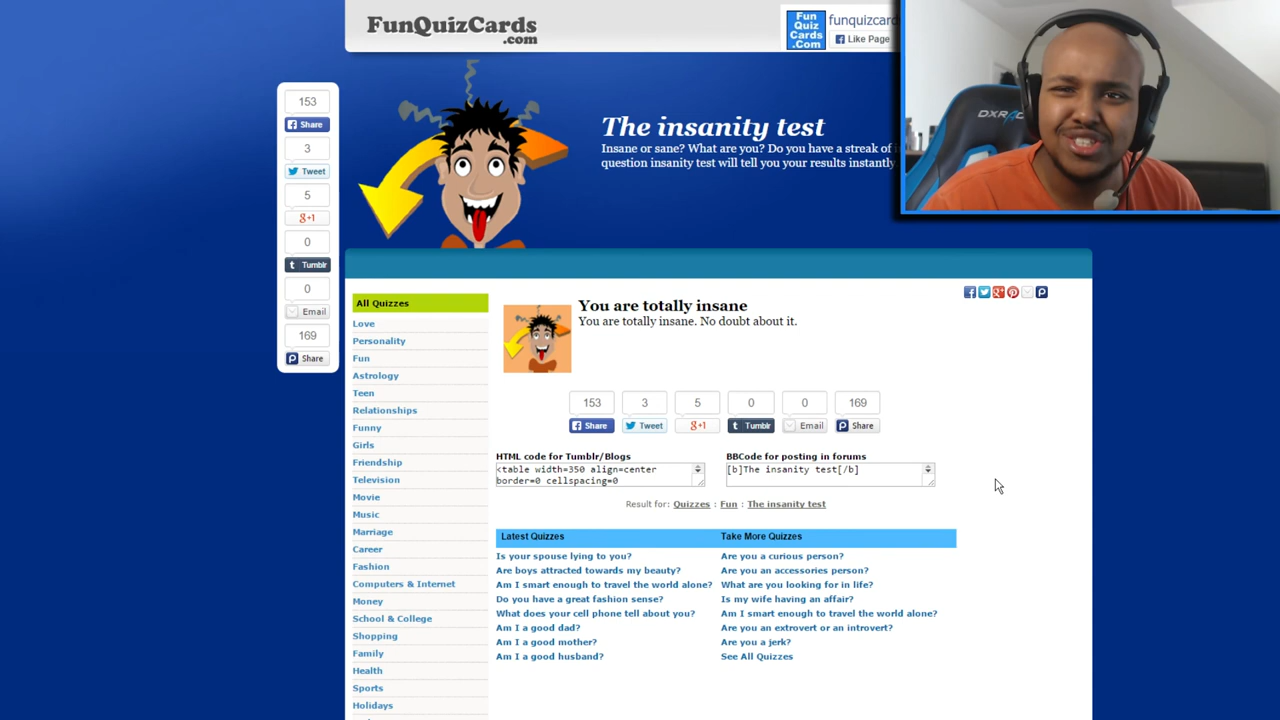 FunQuizCards
.com
Fun
Quiz
Cards
.Com
funquizcar
Like Page
DXR
153
Share
3
Tweet
5
g+1
0
t Tumblr
0
Email
169
Share
The insanity test
Insane or sane? What are you? Do you have a streak of
question insanity test will tell you your results instantly
All Quizzes
Love
Personality
Fun
Astrology
Teen
Relationships
Funny
Girls
Friendship
Television
Movie
Music
Marriage
Career
Fashion
Computers & Internet
Money
School & College
Shopping
Family
Health
Sports
Holidays
You are totally insane
You are totally insane. No doubt about it.
153 3 5 0 0 169
Share Tweet g+1 t Tumblr Email Share
HTML code for Tumblr/Blogs
<table width=350 align=center
border=0 cellspacing=0
BBCode for posting in forums
[b]The insanity test[/b]
Result for: Quizzes : Fun : The insanity test
Latest Quizzes
Is your spouse lying to you?
Are boys attracted towards my beauty?
Am I smart enough to travel the world alone?
Do you have a great fashion sense?
What does your cell phone tell about you?
Am I a good dad?
Am I a good mother?
Am I a good husband?
Take More Quizzes
Are you a curious person?
Are you an accessories person?
What are you looking for in life?
Is my wife having an affair?
Am I smart enough to travel the world alone?
Are you an extrovert or an introvert?
Are you a jerk?
See All Quizzes